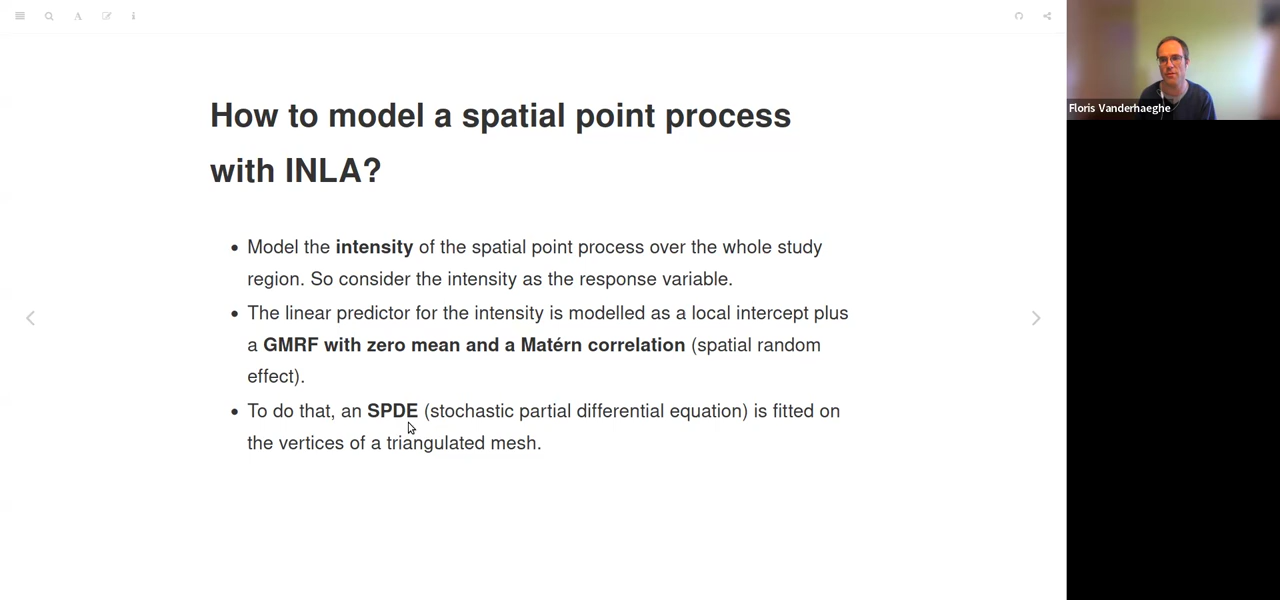 How to model a spatial point process
with INLA?
• Model the intensity of the spatial point process over the whole study
region. So consider the intensity as the response variable.
• The linear predictor for the intensity is modelled as a local intercept plus
a GMRF with zero mean and a Matérn correlation (spatial random
effect).
• To do that, an SPDE (stochastic partial differential equation) is fitted on
the vertices of a triangulated mesh.
Floris Vanderhaeghe